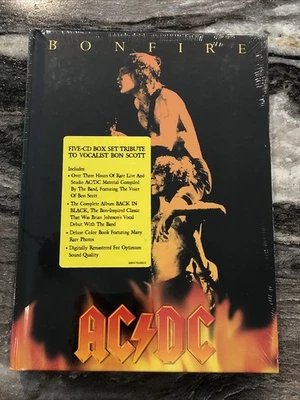 BONFIRE
FIVE-CD BOX SET TRIBUTE
TO VOCALIST BON SCOTT
Includes:
• Over Three Hours Of Rare Live And
Studio AC/DC Material Compiled
By The Band, Featuring The Voice
Of Bon Scott
• The Complete Album BACK IN
BLACK, The Bon-Inspired Classic
That Was Brian Johnson's Vocal
Debut With The Band
• Deluxe Color Book Featuring Many
Rare Photos
• Digitally Remastered For Optimum
Sound Quality
AC⚡DC